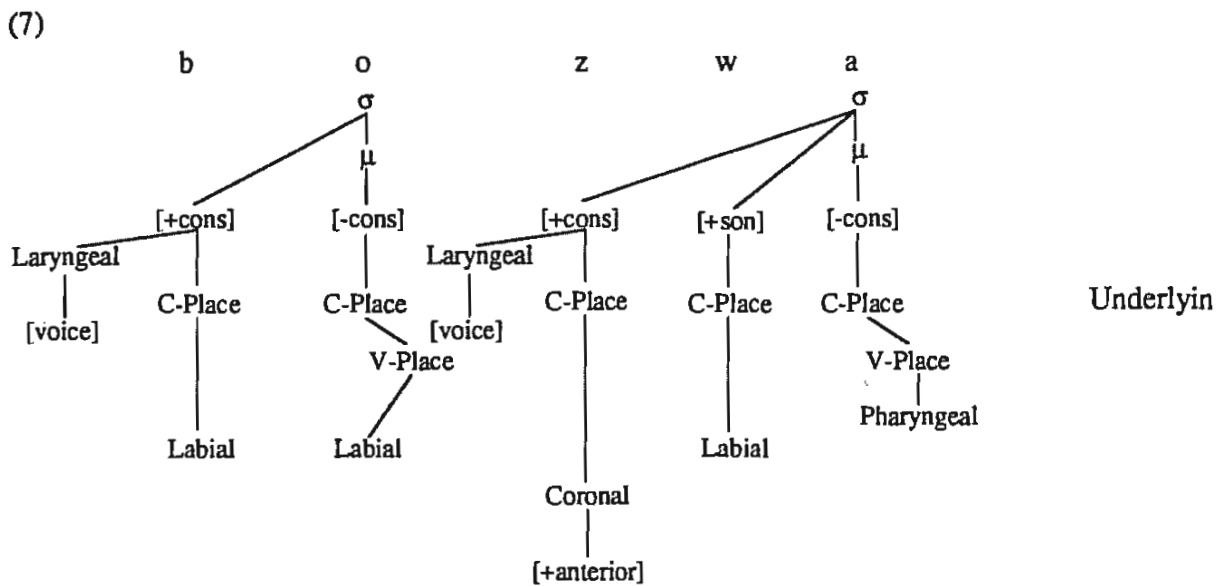 (7)
b o z w a
σ σ
μ μ
[+cons] [-cons] [+cons] [+son] [-cons]
Laryngeal Laryngeal
C-Place C-Place C-Place C-Place C-Place Underlyin
[voice] [voice]
V-Place V-Place
Pharyngeal
Labial Labial Labial
Coronal
[+anterior]